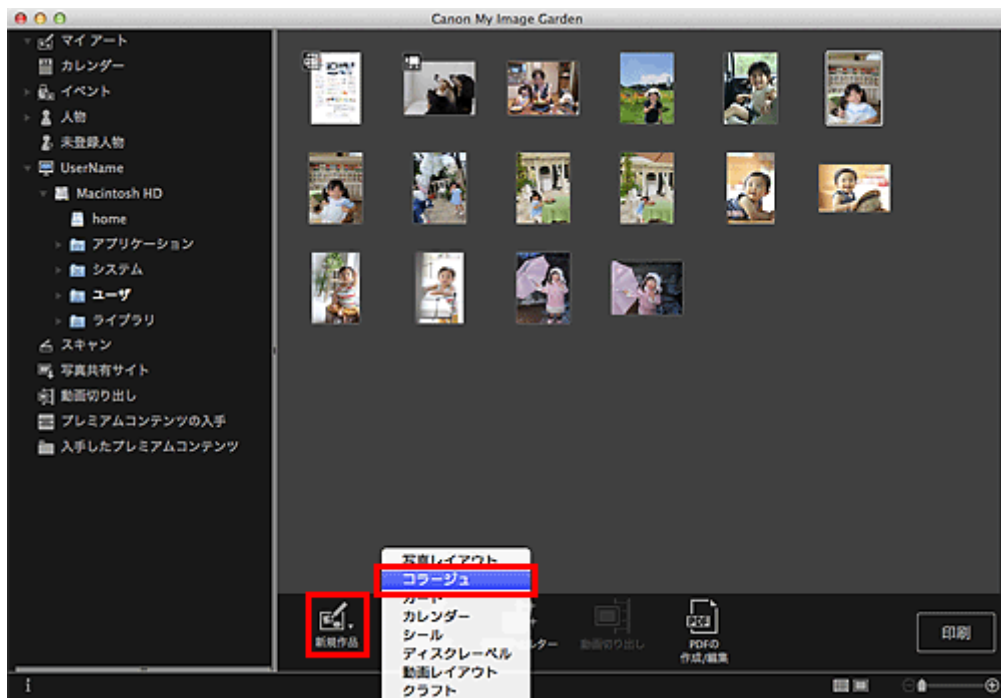 Canon My Image Garden
マイ アート
カレンダー
イベント
人物
未登録人物
UserName
Macintosh HD
home
アプリケーション
システム
ユーザ
ライブラリ
スキャン
写真共有サイト
動画切り出し
プレミアムコンテンツの入手
入手したプレミアムコンテンツ
写真レイアウト
コラージュ
カード
カレンダー
シール
ディスクレーベル
動画レイアウト
クラフト
新規作品
ルター
動画切り出し
PDF
PDFの
作成/編集
印刷